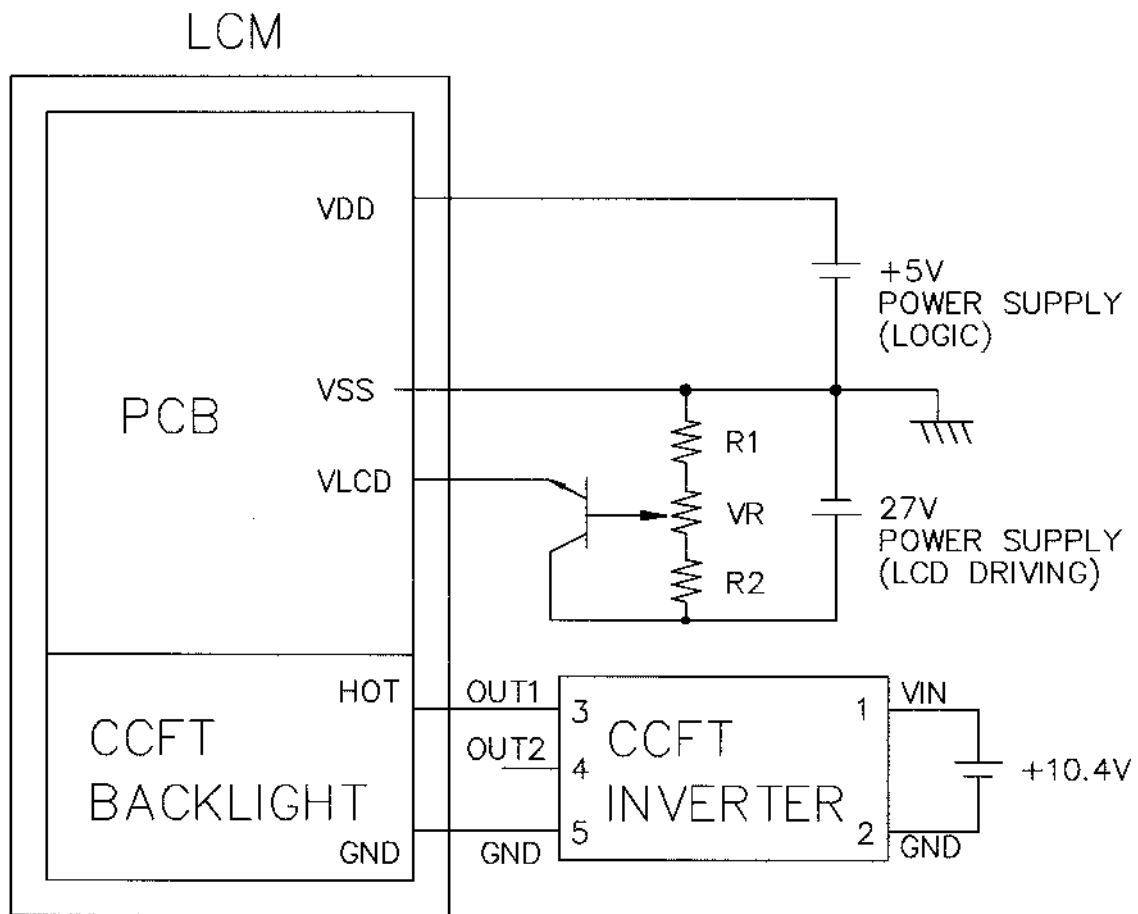 LCM
VDD
+5V
POWER SUPPLY
(LOGIC)
VSS
PCB
R1
VLCD
VR
27V
POWER SUPPLY
(LCD DRIVING)
R2
HOT
OUT1
3
1
VIN
CCFT
BACKLIGHT
OUT2
4
CCFT
INVERTER
+10.4V
GND
GND
5
2
GND